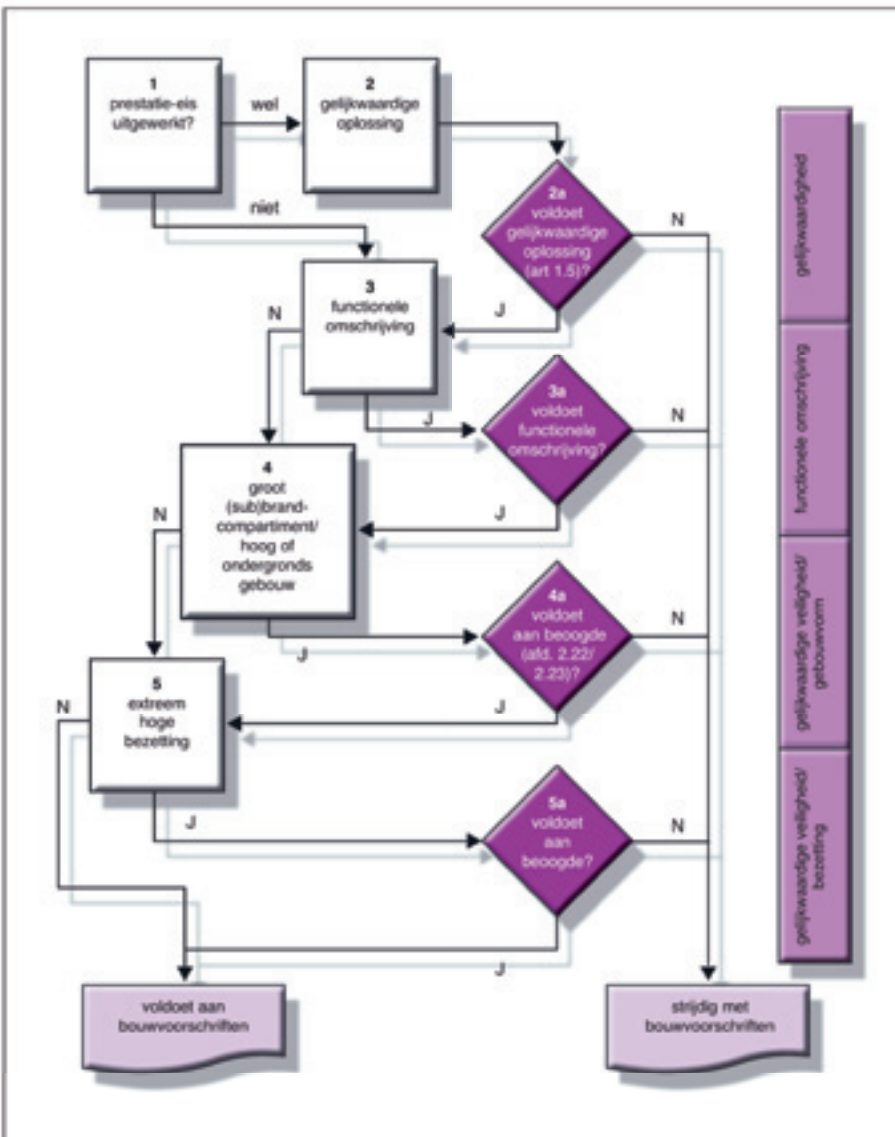 1
prestatie-eis
uitgewerkt?
wel
2
gelijkwaardige
oplossing
niet
2a
voldoet
gelijkwaardige
oplossing
(art 1.5)?
N
J
3
functionele
omschrijving
N
J
3a
voldoet
functionele
omschrijving?
N
J
4
groot
(sub)brand-
compartiment/
hoog of
ondergronds
gebouw
N
J
4a
voldoet
aan beoogde
(afd. 2.22/
2.23)?
N
J
5
extreem
hoge
bezetting
N
J
5a
voldoet
aan
beoogde?
N
J
voldoet aan
bouwvoorschriften
strijdig met
bouwvoorschriften
gelijkwaardigheid
functionele omschrijving
gelijkwaardige veiligheid/
gebouwvorm
gelijkwaardige veiligheid/
bezetting